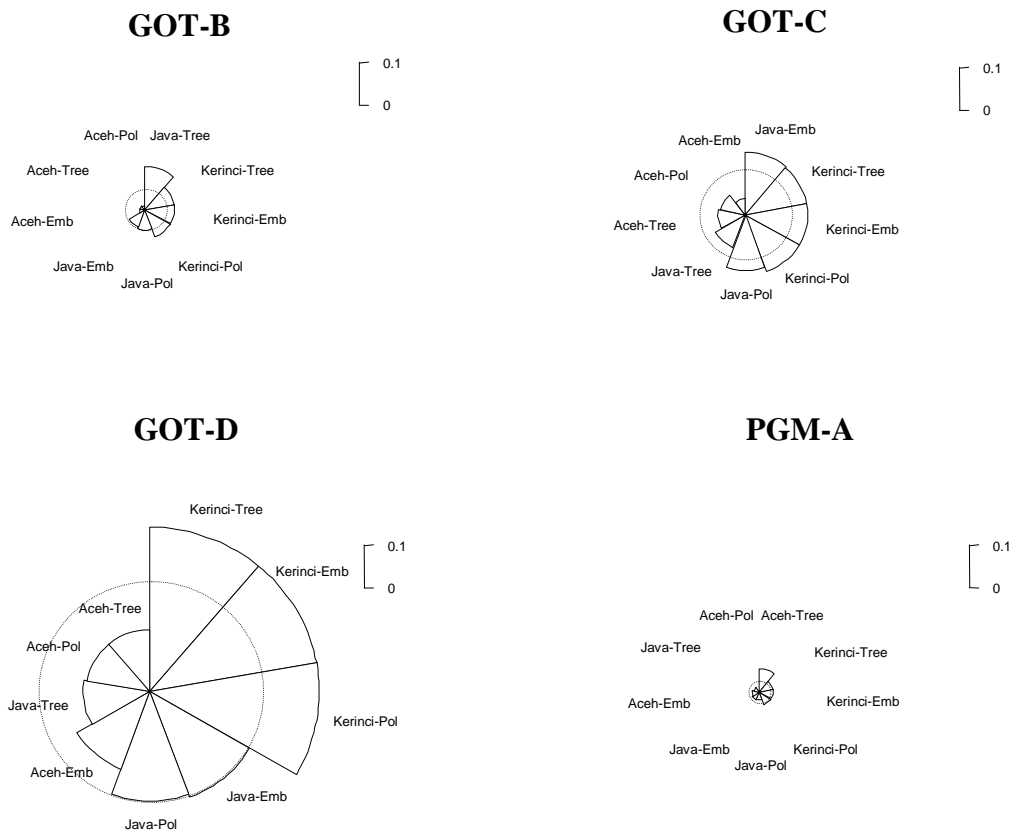 GOT-B
0.1
0
Aceh-Pol
Java-Tree
Aceh-Tree
Kerinci-Tree
Aceh-Emb
Kerinci-Emb
Java-Emb
Kerinci-Pol
Java-Pol
GOT-C
0.1
0
Java-Emb
Aceh-Emb
Kerinci-Tree
Aceh-Pol
Aceh-Tree
Kerinci-Emb
Java-Tree
Kerinci-Pol
Java-Pol
GOT-D
Kerinci-Tree
0.1
0
Kerinci-Emb
Aceh-Tree
Aceh-Pol
Java-Tree
Kerinci-Pol
Aceh-Emb
Java-Emb
Java-Pol
PGM-A
0.1
0
Aceh-Pol
Aceh-Tree
Java-Tree
Kerinci-Tree
Aceh-Emb
Kerinci-Emb
Java-Emb
Kerinci-Pol
Java-Pol